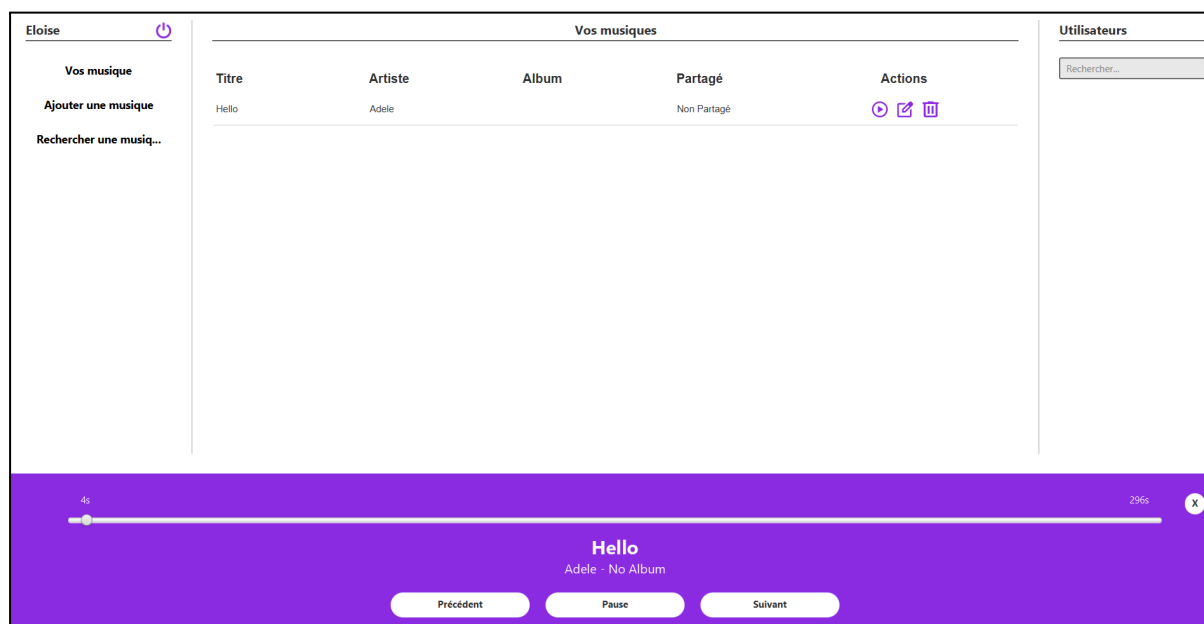 Eloise
Vos musiques
Utilisateurs
Vos musique
Ajouter une musique
Rechercher une musiq...
Titre Artiste Album Partagé Actions
Hello Adele Non Partagé
Rechercher...
4s 296s
X
Hello
Adele - No Album
Précédent Pause Suivant